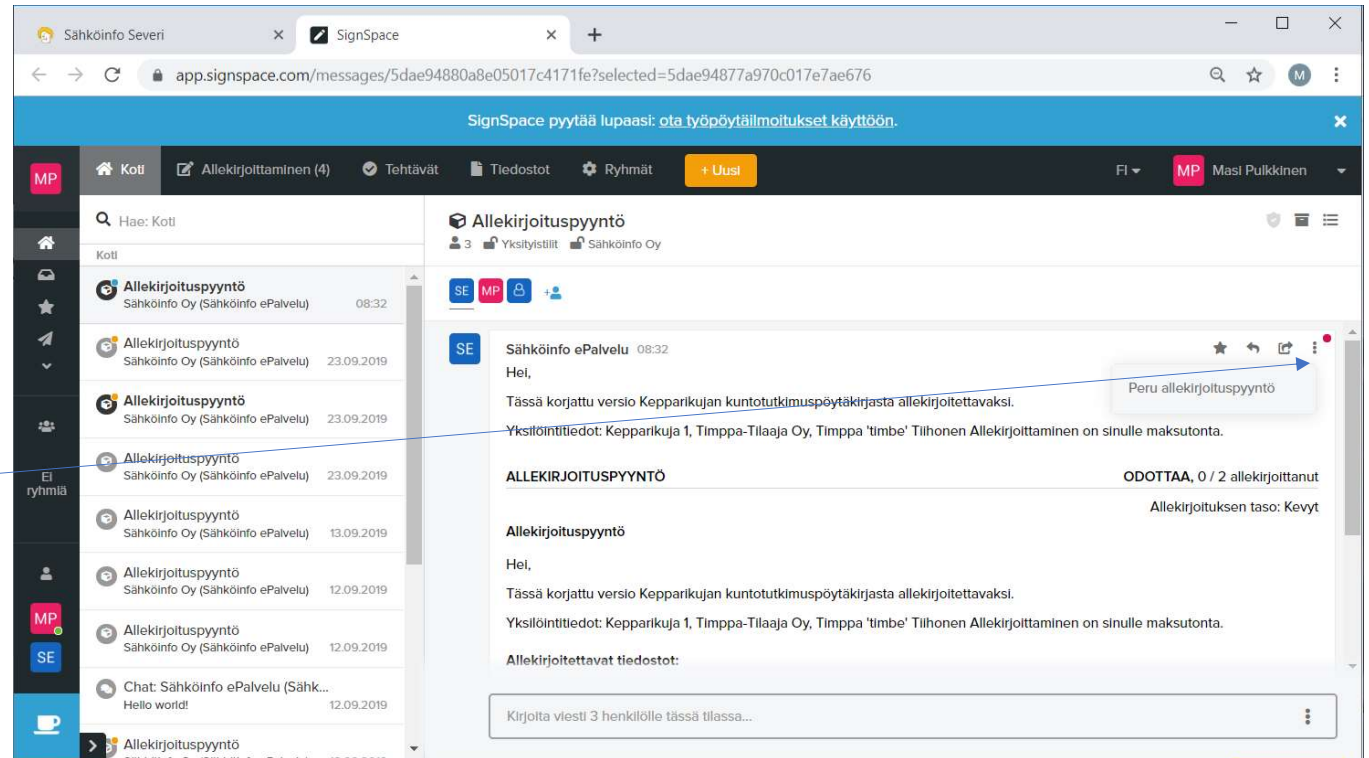 Sähköinfo Severi
SignSpace
app.signspace.com/messages/5dae94880a8e05017c4171fe?selected=5dae94877a970c017e7ae676
M
SignSpace pyytää lupaasi: ota työpöytäilmoitukset käyttöön.
MP
Koti
Allekirjoittaminen (4)
Tehtävät
Tiedostot
Ryhmät
+ Uusi
FI
MP Masi Pulkkinen
Hae: Koti
Koti
Allekirjoituspyyntö
Sähköinfo Oy (Sähköinfo ePalvelu) 08:32
Allekirjoituspyyntö
Sähköinfo Oy (Sähköinfo ePalvelu) 23.09.2019
Allekirjoituspyyntö
Sähköinfo Oy (Sähköinfo ePalvelu) 23.09.2019
Allekirjoituspyyntö
Sähköinfo Oy (Sähköinfo ePalvelu) 23.09.2019
Allekirjoituspyyntö
Sähköinfo Oy (Sähköinfo ePalvelu) 13.09.2019
Allekirjoituspyyntö
Sähköinfo Oy (Sähköinfo ePalvelu) 12.09.2019
Allekirjoituspyyntö
Sähköinfo Oy (Sähköinfo ePalvelu) 12.09.2019
Chat: Sähköinfo ePalvelu (Sähk...
Hello world! 12.09.2019
Allekirjoituspyyntö
Ei
ryhmiä
MP
SE
Allekirjoituspyyntö
3 Yksityistilit Sähköinfo Oy
SE MP
SE
Sähköinfo ePalvelu 08:32
Peru allekirjoituspyyntö
Hei,
Tässä korjattu versio Kepparikujan kuntotutkimuspöytäkirjasta allekirjoitettavaksi.
Yksilöintitiedot: Kepparikuja 1, Timppa-Tilaaja Oy, Timppa 'timbe' Tiihonen Allekirjoittaminen on sinulle maksutonta.
ALLEKIRJOITUSPYYNTÖ ODOTTAA, 0 / 2 allekirjoittanut
Allekirjoituksen taso: Kevyt
Allekirjoituspyyntö
Hei,
Tässä korjattu versio Kepparikujan kuntotutkimuspöytäkirjasta allekirjoitettavaksi.
Yksilöintitiedot: Kepparikuja 1, Timppa-Tilaaja Oy, Timppa 'timbe' Tiihonen Allekirjoittaminen on sinulle maksutonta.
Allekirjoitettavat tiedostot:
Kirjoita viesti 3 henkilölle tässä tilassa...